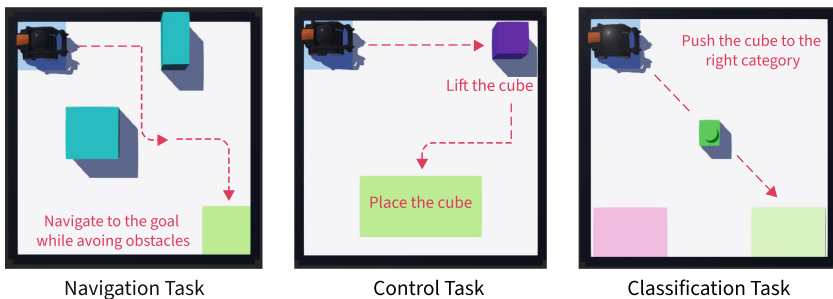 Navigate to the goal
while avoing obstacles
Lift the cube
Place the cube
Push the cube to the
right category
Navigation Task
Control Task
Classification Task